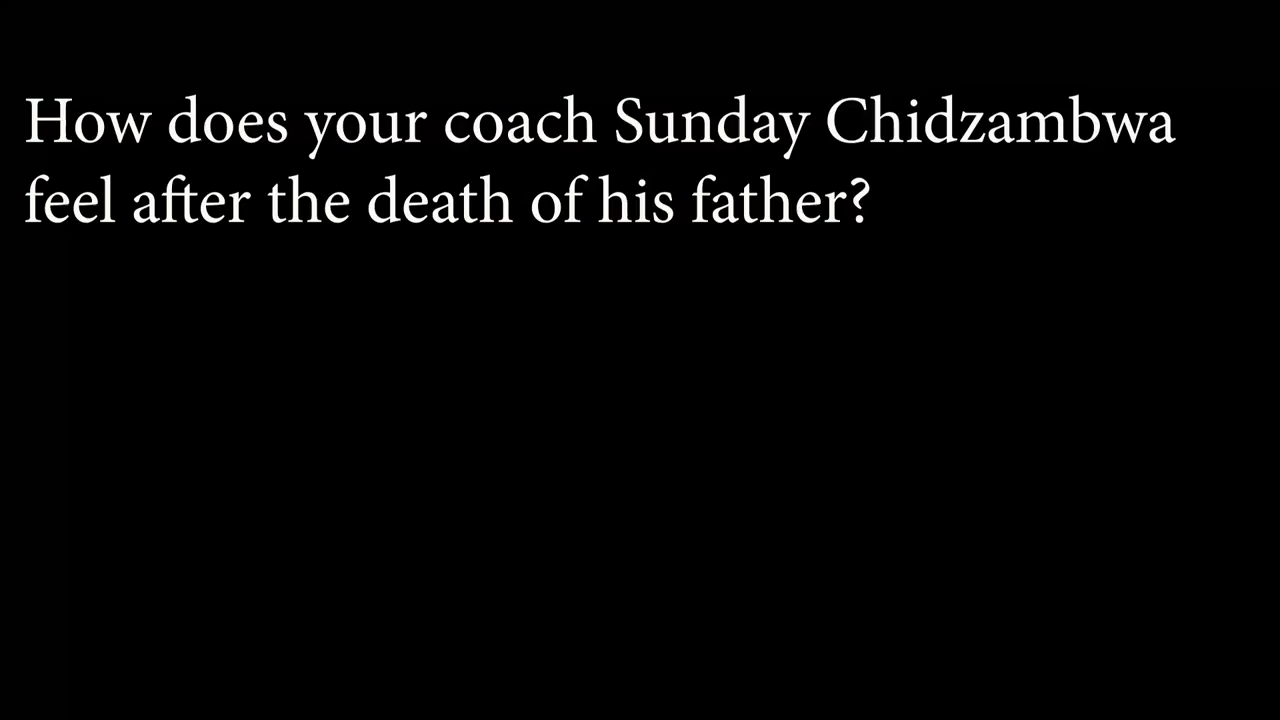 How does your coach Sunday Chidzambwa
feel after the death of his father?